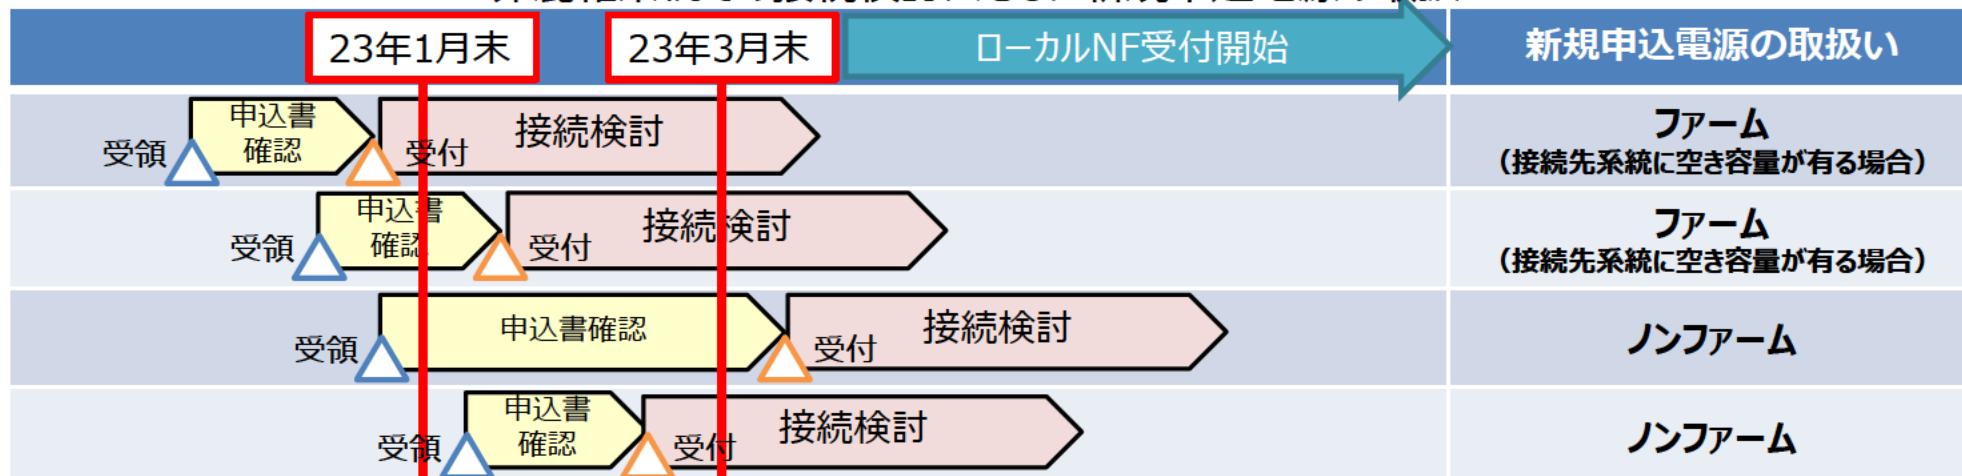 23年1月末
23年3月末
ローカルNF受付開始
新規申込電源の取扱い
受領
申込書
確認
受付
接続検討
ファーム
（接続先系統に空き容量が有る場合）
受領
申込書
確認
受付
接続検討
ファーム
（接続先系統に空き容量が有る場合）
受領
申込書確認
受付
接続検討
ノンファーム
受領
申込書
確認
受付
接続検討
ノンファーム